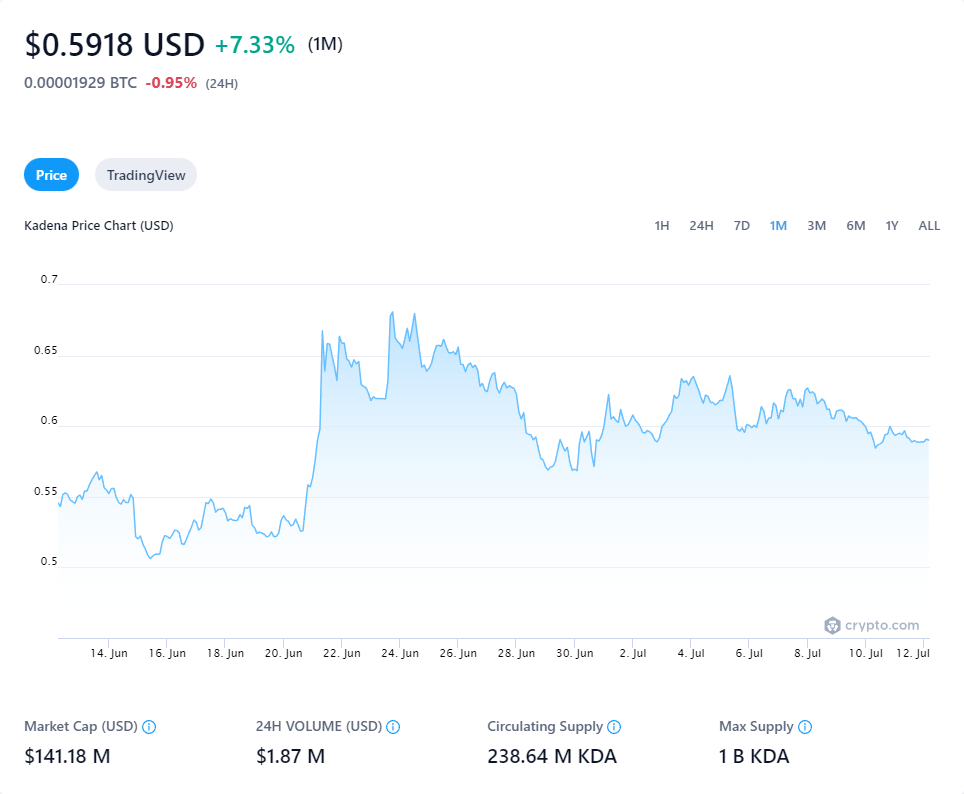 $0.5918 USD +7.33% (1M)
0.00001929 BTC -0.95% (24H)
Price TradingView
Kadena Price Chart (USD) 1H 24H 7D 1M 3M 6M 1Y ALL
0.7
0.65
0.6
0.55
0.5
crypto.com
14. Jun 16. Jun 18. Jun 20. Jun 22. Jun 24. Jun 26. Jun 28. Jun 30. Jun 2. Jul 4. Jul 6. Jul 8. Jul 10. Jul 12. Jul
Market Cap (USD) 24H VOLUME (USD) Circulating Supply Max Supply
$141.18 M $1.87 M 238.64 M KDA 1 B KDA